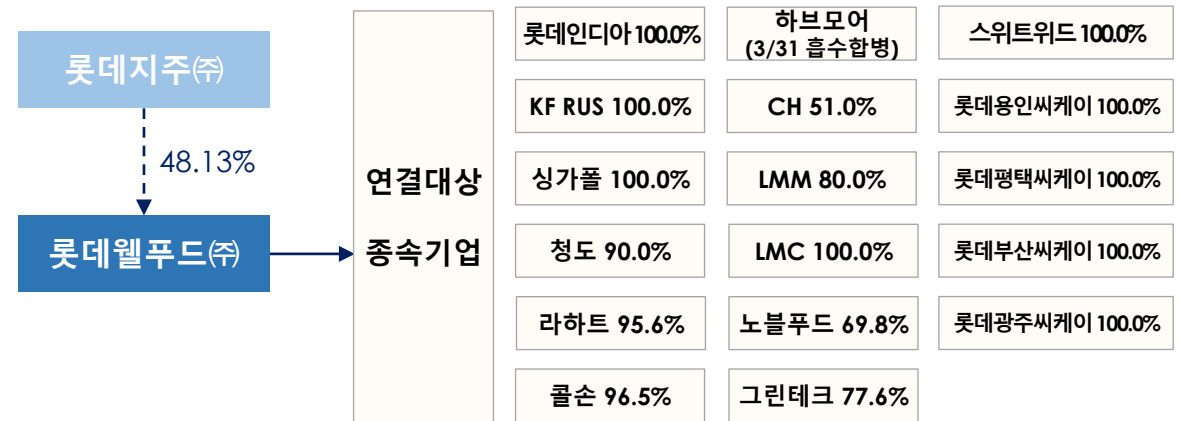 롯데지주㈜
48.13%
롯데웰푸드㈜
연결대상
종속기업
롯데인디아 100.0%
하브모어
(3/31 흡수합병)
스위트위드 100.0%
KF RUS 100.0%
CH 51.0%
롯데용인씨케이 100.0%
싱가폴 100.0%
LMM 80.0%
롯데평택씨케이 100.0%
청도 90.0%
LMC 100.0%
롯데부산씨케이 100.0%
라하트 95.6%
노블푸드 69.8%
롯데광주씨케이 100.0%
콜손 96.5%
그린테크 77.6%